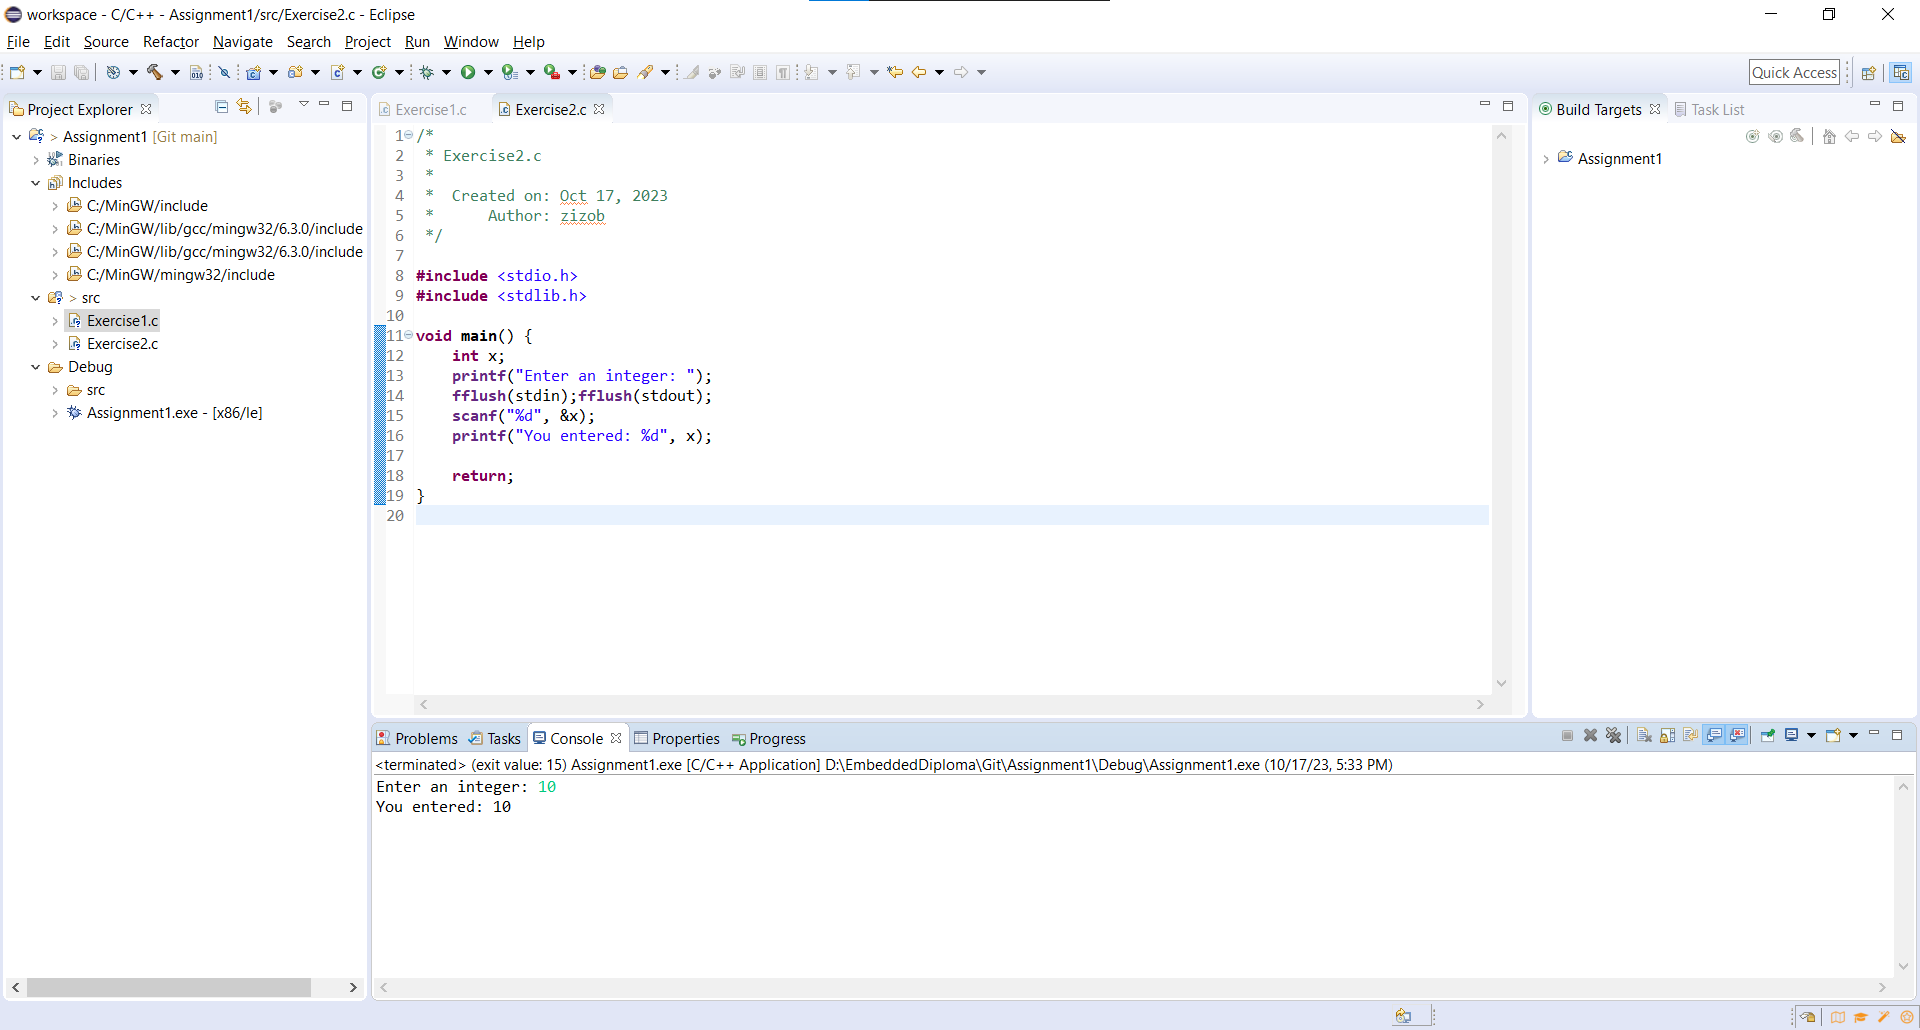 workspace - C/C++ - Assignment1/src/Exercise2.c - Eclipse
File Edit Source Refactor Navigate Search Project Run Window Help
Quick Access
Project Explorer
> Assignment1 [Git main]
Binaries
Includes
C:/MinGW/include
C:/MinGW/lib/gcc/mingw32/6.3.0/include
C:/MinGW/lib/gcc/mingw32/6.3.0/include
C:/MinGW/mingw32/include
> src
Exercise1.c
Exercise2.c
Debug
src
Assignment1.exe - [x86/le]
Exercise1.c Exercise2.c
1 /*
2 * Exercise2.c
3 *
4 * Created on: Oct 17, 2023
5 * Author: zizob
6 */
7
8 #include <stdio.h>
9 #include <stdlib.h>
10
11 void main() {
12 int x;
13 printf("Enter an integer: ");
14 fflush(stdin);fflush(stdout);
15 scanf("%d", &x);
16 printf("You entered: %d", x);
17
18 return;
19 }
20
Build Targets Task List
Assignment1
Problems Tasks Console Properties Progress
<terminated> (exit value: 15) Assignment1.exe [C/C++ Application] D:\EmbeddedDiploma\Git\Assignment1\Debug\Assignment1.exe (10/17/23, 5:33 PM)
Enter an integer: 10
You entered: 10